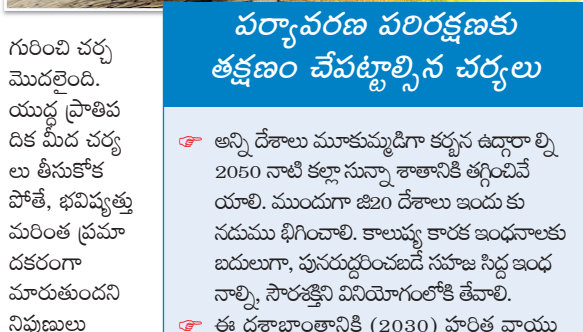 గురించి చర్చ
మొదలైంది.
యుద్ధ ప్రాతిప
దిక మీద చర్య
లు తీసుకోక
పోతే, భవిష్యత్తు
మరింత ప్రమా
దకరంగా
మారుతుందని
నిపుణులు
పర్యావరణ పరిరక్షణకు
తక్షణం చేపట్టాల్సిన చర్యలు
☞ అన్ని దేశాలు మూకుమ్మడిగా కర్బన ఉద్గారా ల్ని
2050 నాటి కల్లా సున్నా శాతానికి తగ్గించివే
యాలి. ముందుగా జి20 దేశాలు ఇందు కు
నడుము భిగించాలి. కాలుష్య కారక ఇంధనాలకు
బదులుగా, పునరుద్దరించబడే సహజ సిద్ద ఇంధ
నాల్ని, సౌరశక్తిని వినియోగంలోకి తేవాలి.
☞ ఈ దశాబ్దాంతానికి (2030) హరిత వాయు